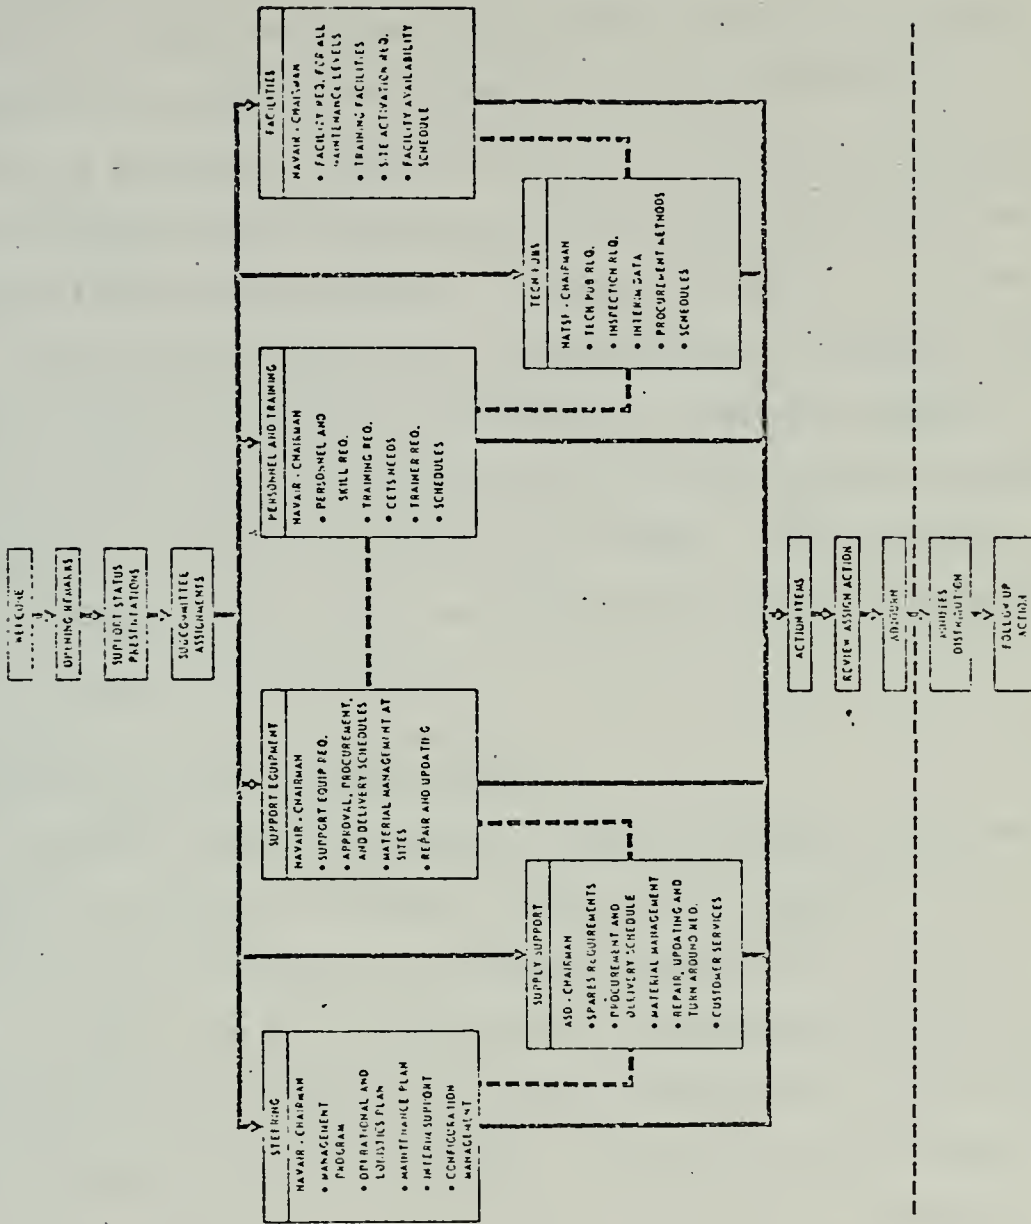 WELCOME
OPENING REMARKS
SUPPORT STATUS
PRESENTATIONS
SUBCOMMITTEE
ASSIGNMENTS
STEERING
NAVAIR - CHAIRMAN
• MANAGEMENT
PROGRAM
• OPERATIONAL AND
LOGISTICS PLAN
• MAINTENANCE PLAN
• INTERIM SUPPORT
• CONFIGURATION
MANAGEMENT
SUPPLY SUPPORT
ASO - CHAIRMAN
• SPARES REQUIREMENTS
• PROCUREMENT AND
DELIVERY SCHEDULE
• MATERIAL MANAGEMENT
• REPAIR, UPDATING AND
TURN AROUND REQ.
• CUSTOMER SERVICES
SUPPORT EQUIPMENT
NAVAIR - CHAIRMAN
• SUPPORT EQUIP REQ.
• APPROVAL, PROCUREMENT,
AND DELIVERY SCHEDULES
• MATERIAL MANAGEMENT AT
SITES
• REPAIR AND UPDATING
PERSONNEL AND TRAINING
NAVAIR - CHAIRMAN
• PERSONNEL AND
SKILL REQ.
• TRAINING REQ.
• CETS NEEDS
• TRAINER REQ.
• SCHEDULES
TECH PUBS
NATSF - CHAIRMAN
• TECH PUB REQ.
• INSPECTION REQ.
• INTERIM DATA
• PROCUREMENT METHODS
• SCHEDULES
FACILITIES
NAVAIR - CHAIRMAN
• FACILITY REQ. FOR ALL
MAINTENANCE LEVELS
• TRAINING FACILITIES
• SITE ACTIVATION REQ.
• FACILITY AVAILABILITY
SCHEDULE
ACTION ITEMS
REVIEW ASSIGN ACTION
ADJOURN
MINUTES
DISTRIBUTION
FOLLOW UP
ACTION